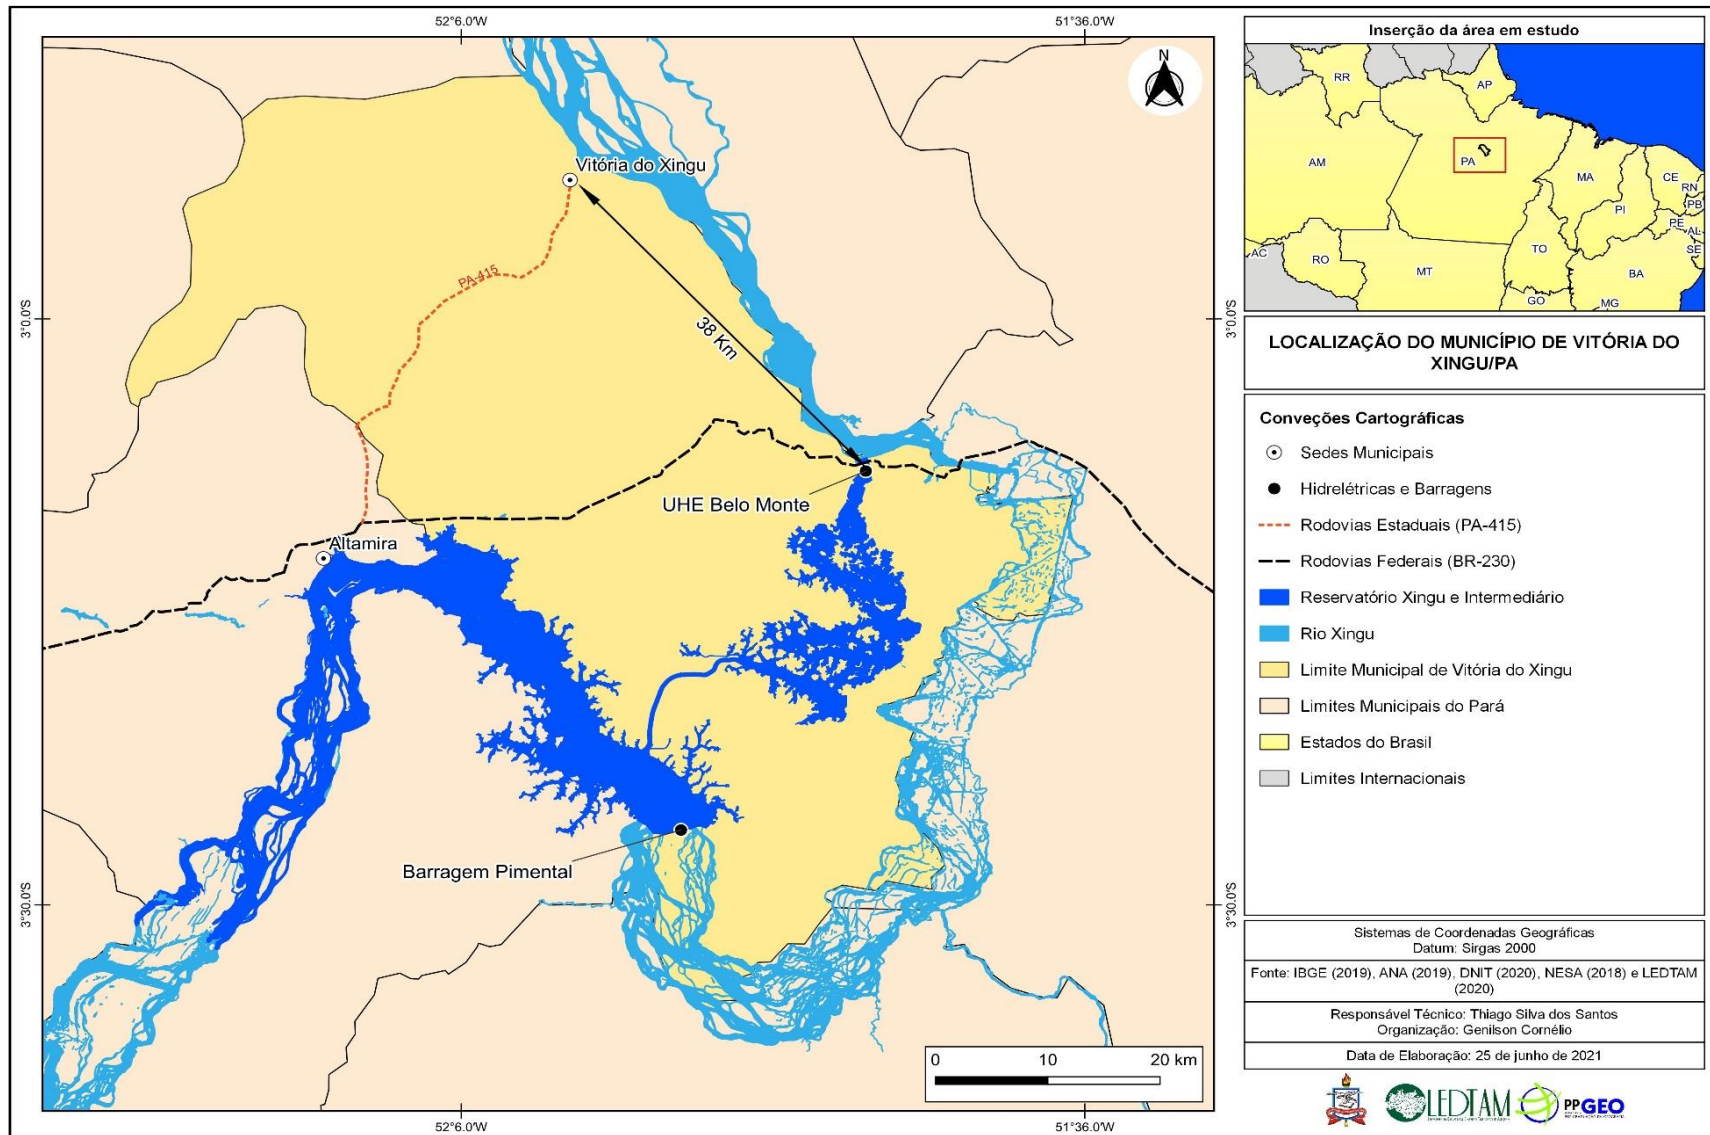 52°6.0'W
51°36.0'W
N
Vitória do Xingu
PA-415
38 Km
3°0.0'S
3°0.0'S
UHE Belo Monte
Altamira
Barragem Pimental
3°30.0'S
3°30.0'S
0 10 20 km
52°6.0'W
51°36.0'W
Inserção da área em estudo
RR
AP
AM
PA
MA
CE
RN
PB
PI
PE
AL
SE
AC
RO
TO
MT
BA
GO
MG
LOCALIZAÇÃO DO MUNICÍPIO DE VITÓRIA DO
XINGU/PA
Conveções Cartográficas
Sedes Municipais
Hidrelétricas e Barragens
Rodovias Estaduais (PA-415)
Rodovias Federais (BR-230)
Reservatório Xingu e Intermediário
Rio Xingu
Limite Municipal de Vitória do Xingu
Limites Municipais do Pará
Estados do Brasil
Limites Internacionais
Sistemas de Coordenadas Geográficas
Datum: Sirgas 2000
Fonte: IBGE (2019), ANA (2019), DNIT (2020), NESA (2018) e LEDTAM
(2020)
Responsável Técnico: Thiago Silva dos Santos
Organização: Genilson Cornélio
Data de Elaboração: 25 de junho de 2021
LEDTAM
PPGEO